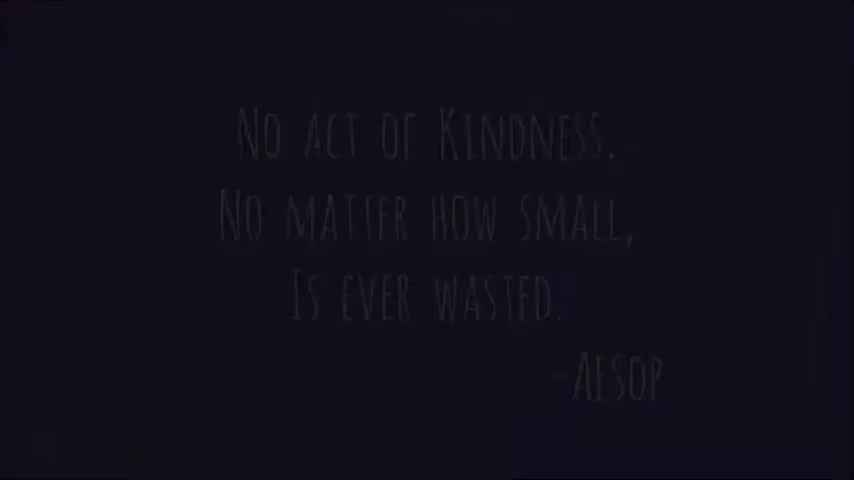 No act of Kindness,
No matter how small,
Is ever wasted.
-Aesop